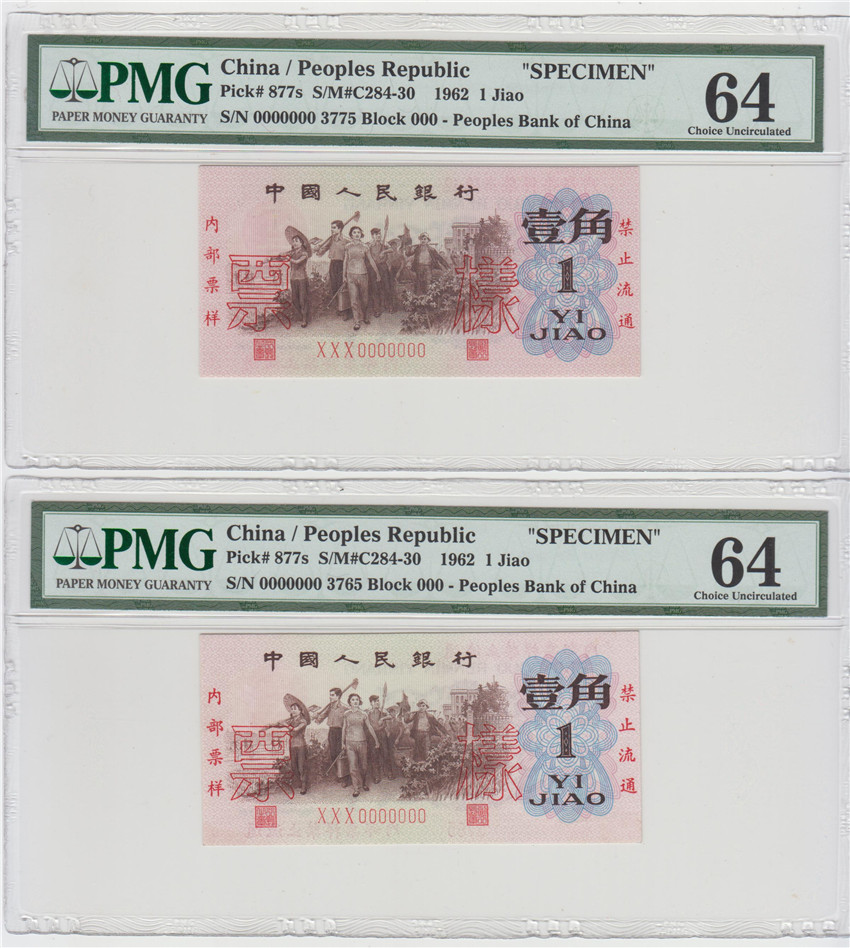 PMG
PAPER MONEY GUARANTY
China / Peoples Republic "SPECIMEN"
Pick# 877s S/M#C284-30 1962 1 Jiao
S/N 0000000 3775 Block 000 - Peoples Bank of China
64
Choice Uncirculated
中國人民銀行
内部票样
票
樣
壹角
1
YI
JIAO
禁止流通
XXX0000000
PMG
PAPER MONEY GUARANTY
China / Peoples Republic "SPECIMEN"
Pick# 877s S/M#C284-30 1962 1 Jiao
S/N 0000000 3765 Block 000 - Peoples Bank of China
64
Choice Uncirculated
中國人民銀行
内部票样
票
樣
壹角
1
YI
JIAO
禁止流通
XXX0000000